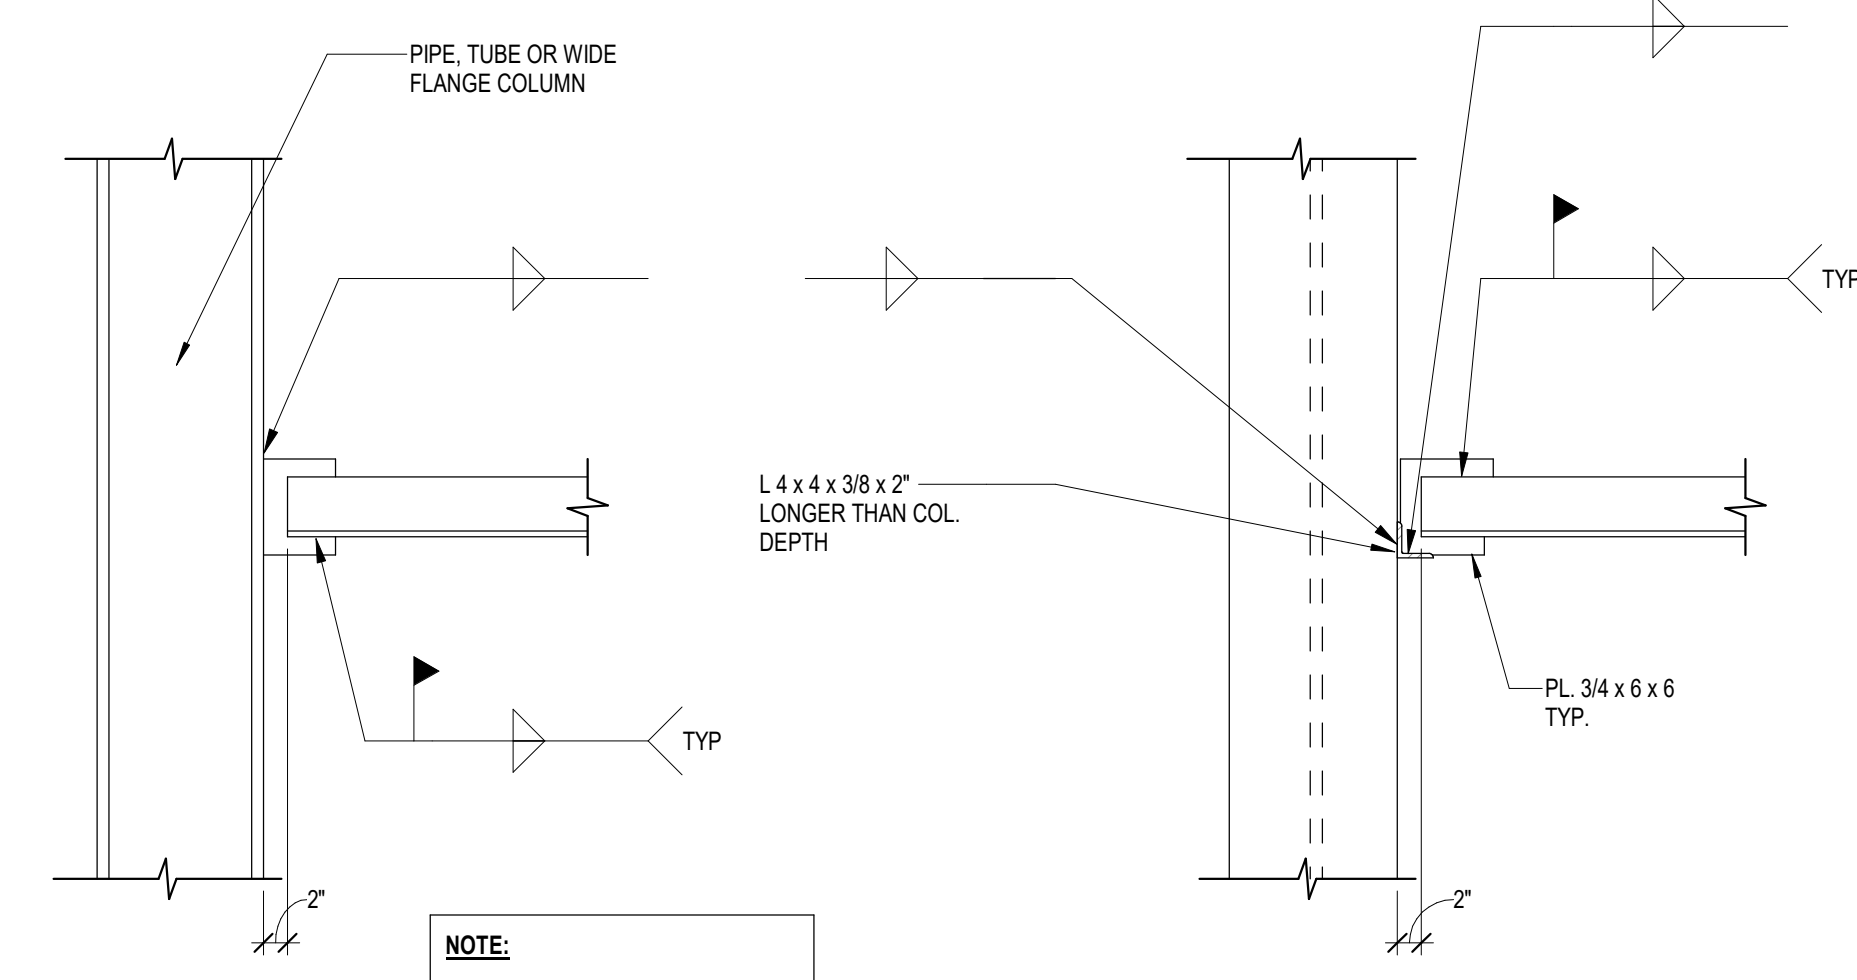 PIPE, TUBE OR WIDE
FLANGE COLUMN
TYP
L 4 x 4 x 3/8 x 2"
LONGER THAN COL.
DEPTH
PL. 3/4 x 6 x 6
TYP.
TYP
2"
2"
NOTE: